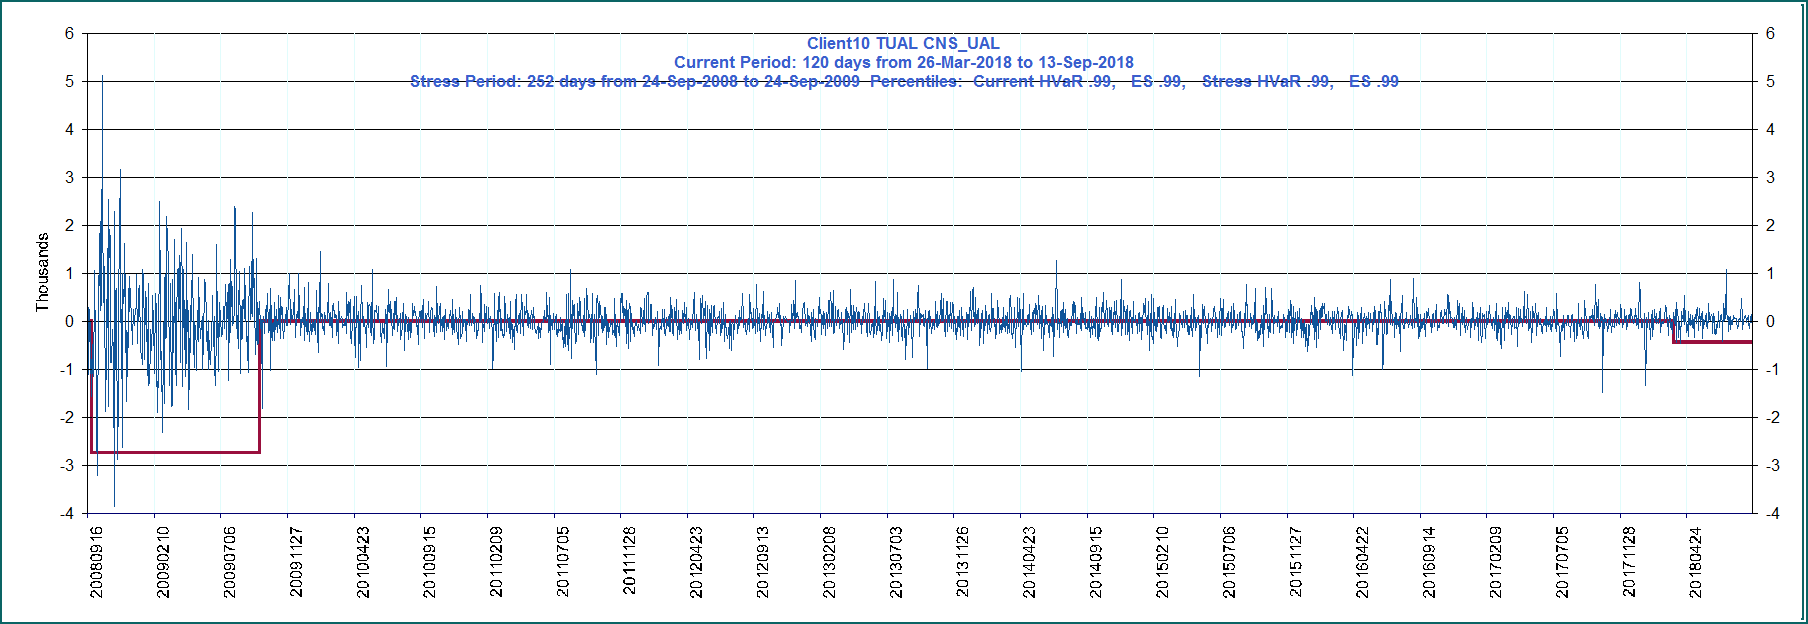 Client10 TUAL CNS_UAL
Current Period: 120 days from 26-Mar-2018 to 13-Sep-2018
Stress Period: 252 days from 24-Sep-2008 to 24-Sep-2009 Percentiles: Current HVaR .99, ES .99, Stress HVaR .99, ES .99
6 6
5 5
4 4
3 3
2 2
1 1
0 0
-1 -1
-2 -2
-3 -3
-4 -4
Thousands
20080916 20090210 20090706 20091127 20100423 20100915 20110209 20110705 20111128 20120423 20120913 20130208 20130703 20131126 20140423 20140915 20150210 20150706 20151127 20160422 20160914 20170209 20170705 20171128 20180424